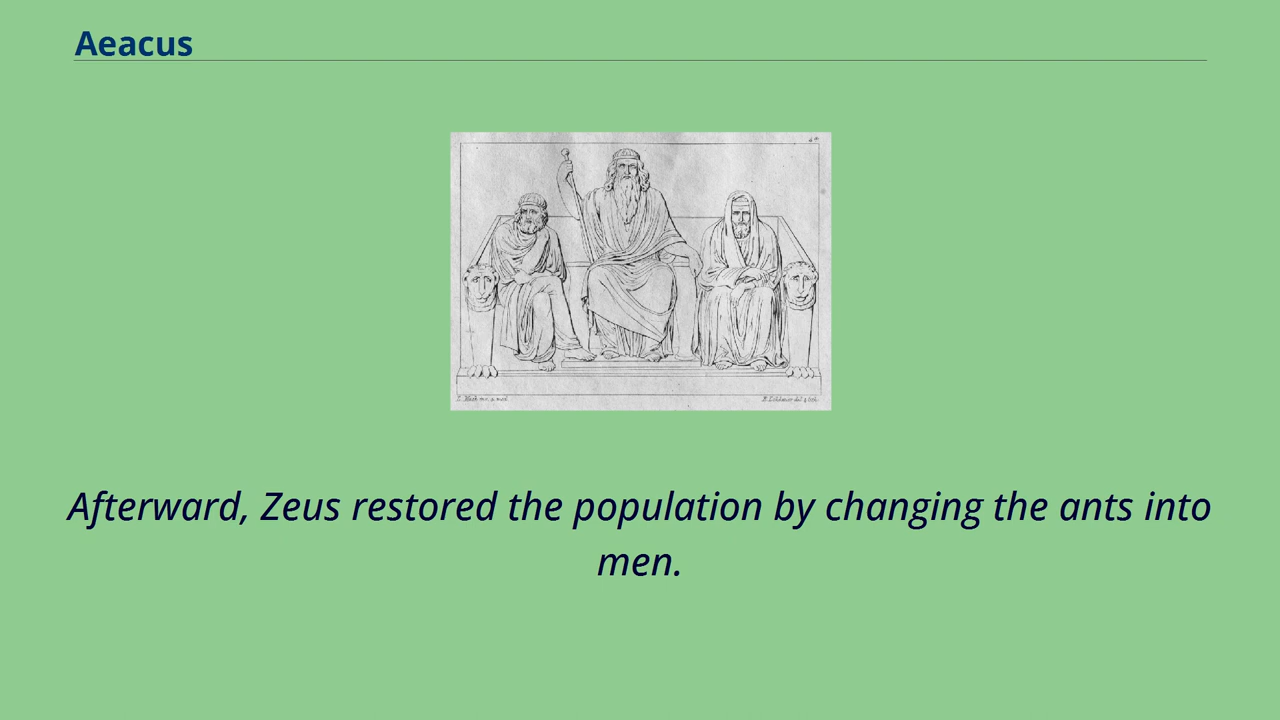 Aeacus
Afterward, Zeus restored the population by changing the ants into
men.